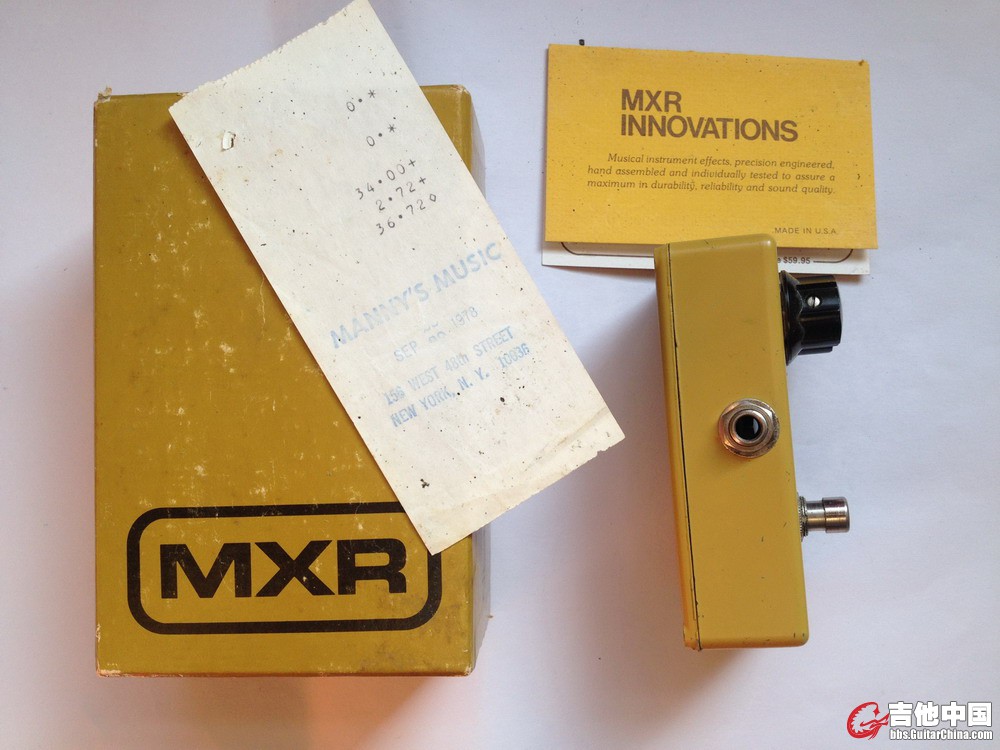 0•*
0•*
34•00+
2•72+
36•720
MANNY'S MUSIC
SEP 1978
156 WEST 48th STREET
NEW YORK, N. Y. 10036
MXR
MXR
INNOVATIONS
Musical instrument effects, precision engineered,
hand assembled and individually tested to assure a
maximum in durability, reliability and sound quality.
MADE IN U.S.A.
$59.95
吉他中国
bbs.GuitarChina.com